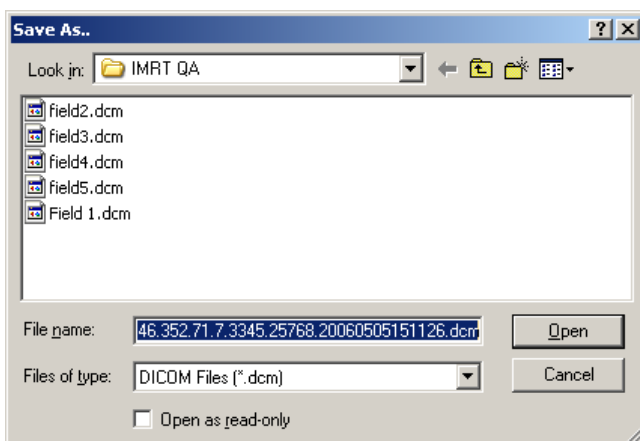 Save As..
Look in: IMRT QA
field2.dcm
field3.dcm
field4.dcm
field5.dcm
Field 1.dcm
File name: 46.352.71.7.3345.25768.20060505151126.dcm Open
Files of type: DICOM Files (*.dcm) Cancel
Open as read-only